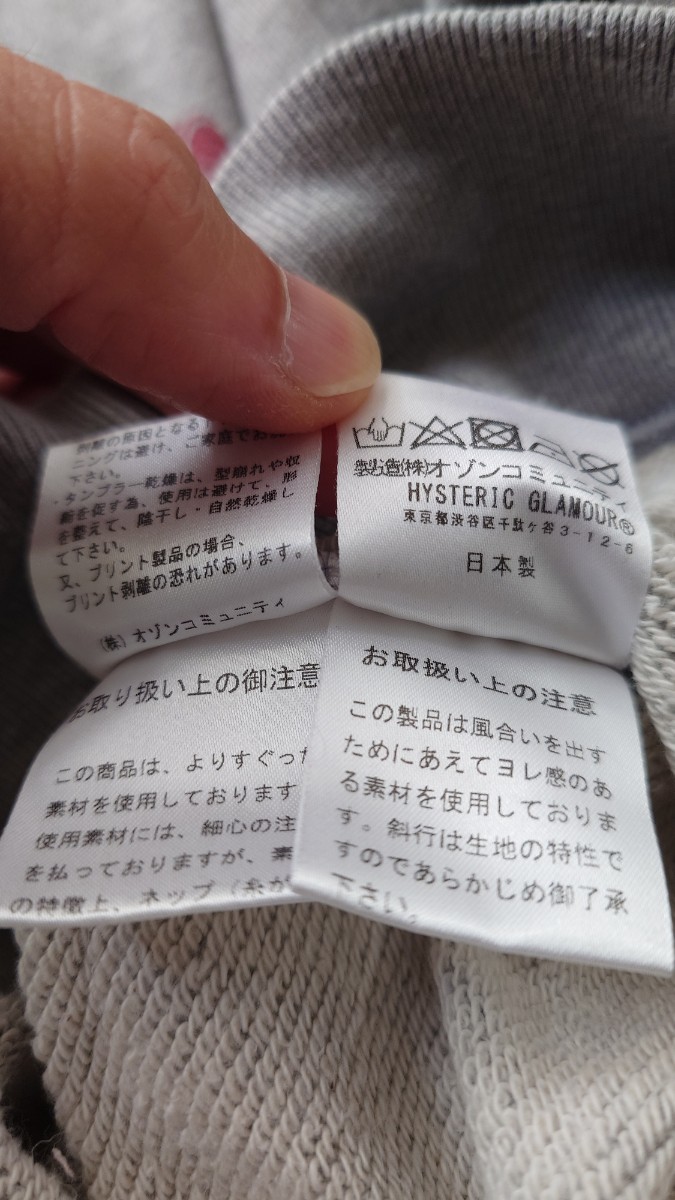 剥離の原因となる
ニングは避け、ご家庭でお
下さい。
・タンブラー乾燥は、型崩れや収
縮を促す為、使用は避けて、形
を整えて、陰干し・自然乾燥し
て下さい。
又、プリント製品の場合、
プリント剥離の恐れがあります。
(株) オゾンコミュニティ
製造(株)オゾンコミュニティ
HYSTERIC GLAMOUR®
東京都渋谷区千駄ヶ谷3-12-6
日本製
お取り扱い上の御注意
この商品は、よりすぐっ
素材を使用しております
使用素材には、細心の注
を払っておりますが、素
の特徴上、ネップ（糸が
お取扱い上の注意
この製品は風合いを出す
ためにあえてヨレ感のあ
る素材を使用しておりま
す。斜行は生地の特性で
すのであらかじめ御了承
下さい。